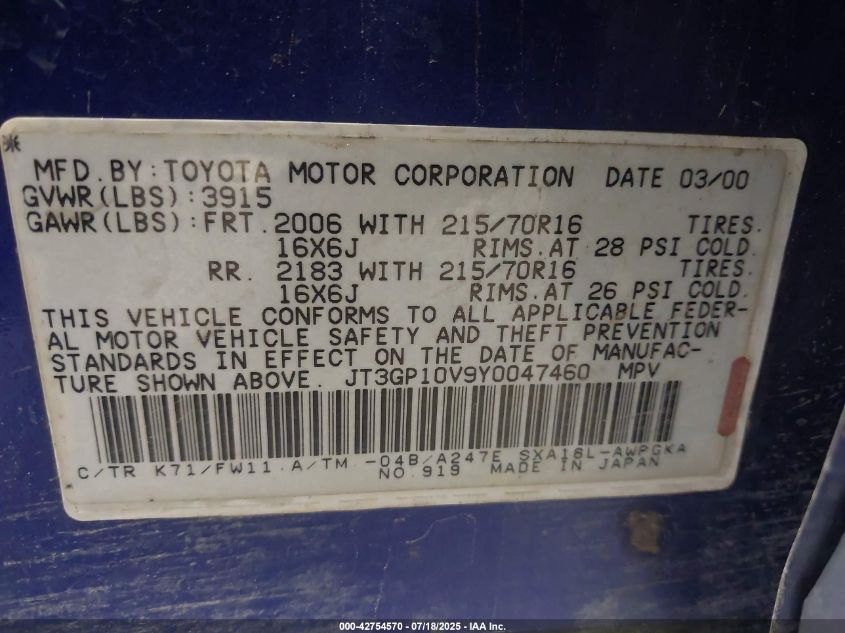 MFD. BY: TOYOTA MOTOR CORPORATION DATE 03/00
GVWR(LBS): 3915
GAWR(LBS): FRT. 2006 WITH 215/70R16 TIRES.
16X6J RIMS. AT 28 PSI COLD.
RR. 2183 WITH 215/70R16 TIRES.
16X6J RIMS. AT 26 PSI COLD.
THIS VEHICLE CONFORMS TO ALL APPLICABLE FEDER-
AL MOTOR VEHICLE SAFETY AND THEFT PREVENTION
STANDARDS IN EFFECT ON THE DATE OF MANUFAC-
TURE SHOWN ABOVE. JT3GP10V9Y0047460 MPV
C/TR K71/FW11 A/TM -04B/A247E SXA16L-AWPGKA
NO. 919 MADE IN JAPAN
000-42754570 - 07/18/2025 - IAA Inc.